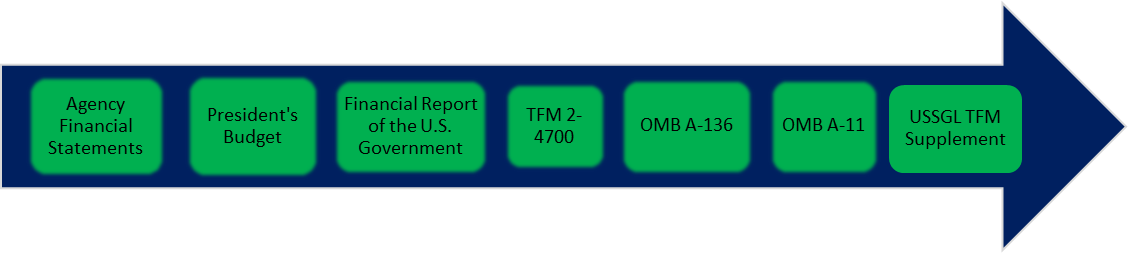 Agency
Financial
Statements
President's
Budget
Financial Report
of the U.S.
Government
TFM 2-
4700
OMB A-136
OMB A-11
USSGL TFM
Supplement